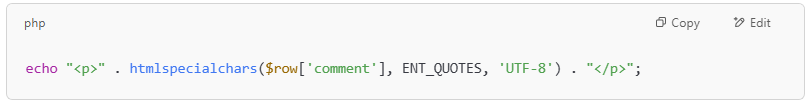 php Copy Edit
echo "<p>" . htmlspecialchars($row['comment'], ENT_QUOTES, 'UTF-8') . "</p>";